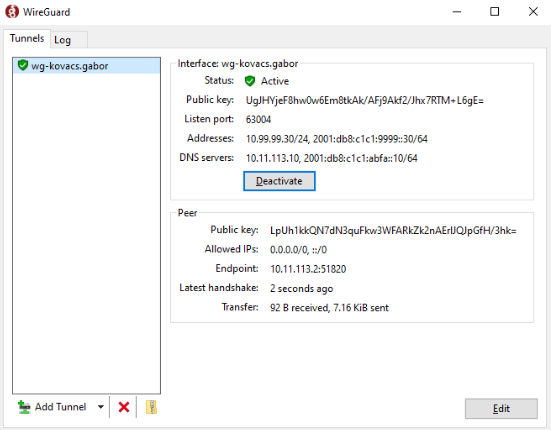 WireGuard
Tunnels
Log
wg-kovacs.gabor
Interface: wg-kovacs.gabor
Status: Active
Public key: UgJHYjeF8hw0w6Em8tkAk/AFj9Akf2/Jhx7RTM+L6gE=
Listen port: 63004
Addresses: 10.99.99.30/24, 2001:db8:c1c1:9999::30/64
DNS servers: 10.11.113.10, 2001:db8:c1c1:abfa::10/64
Deactivate
Peer
Public key: LpUh1kkQN7dN3quFkw3WFARkZk2nAErIJQJpGfH/3hk=
Allowed IPs: 0.0.0.0/0, ::/0
Endpoint: 10.11.113.2:51820
Latest handshake: 2 seconds ago
Transfer: 92 B received, 7.16 KiB sent
Add Tunnel
Edit